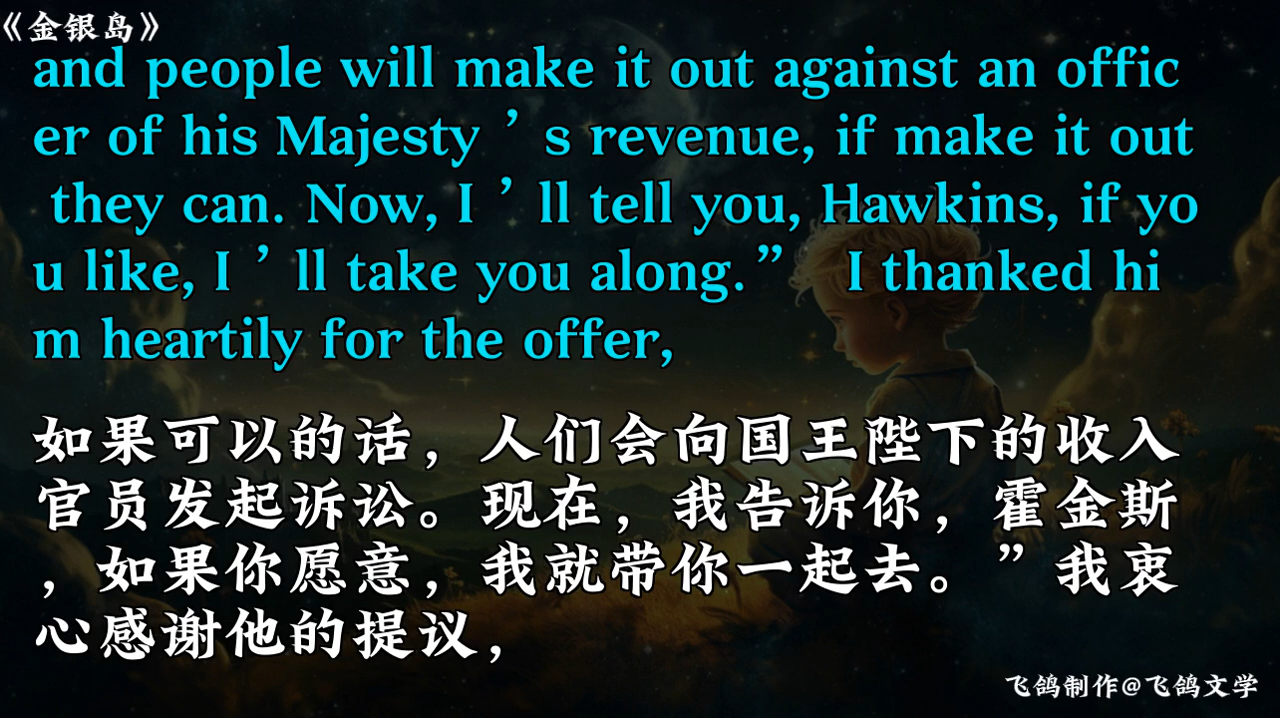 《金银岛》
and people will make it out against an offic
er of his Majesty ’ s revenue, if make it out
they can. Now, I ’ ll tell you, Hawkins, if yo
u like, I ’ ll take you along.” I thanked hi
m heartily for the offer,
如果可以的话，人们会向国王陛下的收入
官员发起诉讼。现在，我告诉你，霍金斯
，如果你愿意，我就带你一起去。”我衷
心感谢他的提议，
飞鸽制作@飞鸽文学